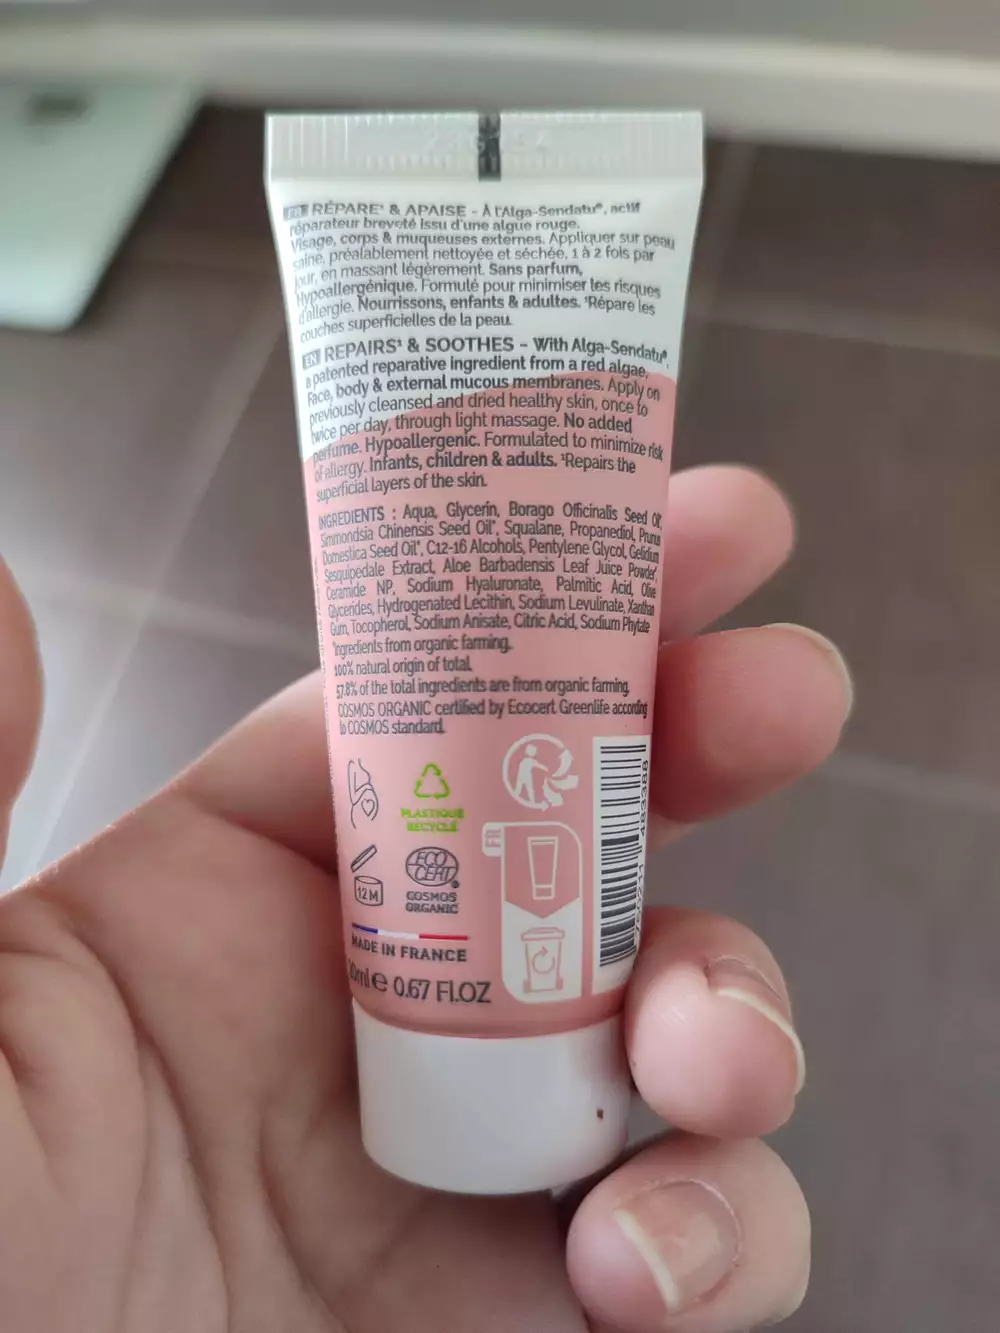 FR RÉPARE¹ & APAISE - À l'Alga-Sendatu®, actif
réparateur breveté issu d'une algue rouge.
Visage, corps & muqueuses externes. Appliquer sur peau
saine, préalablement nettoyée et séchée, 1 à 2 fois par
jour, en massant légèrement. Sans parfum,
Hypoallergénique. Formulé pour minimiser les risques
d'allergie. Nourrissons, enfants & adultes. ¹Répare les
couches superficielles de la peau.
EN REPAIRS¹ & SOOTHES - With Alga-Sendatu®,
a patented reparative ingredient from a red algae,
Face, body & external mucous membranes. Apply on
previously cleansed and dried healthy skin, once to
twice per day, through light massage. No added
perfume. Hypoallergenic. Formulated to minimize risk
of allergy. Infants, children & adults. ¹Repairs the
superficial layers of the skin.
INGREDIENTS : Aqua, Glycerin, Borago Officinalis Seed Oil*,
Simmondsia Chinensis Seed Oil*, Squalane, Propanediol, Prunus
Domestica Seed Oil*, C12-16 Alcohols, Pentylene Glycol, Gelidium
Sesquipedale Extract, Aloe Barbadensis Leaf Juice Powder*,
Ceramide NP, Sodium Hyaluronate, Palmitic Acid, Olive
Glycerides, Hydrogenated Lecithin, Sodium Levulinate, Xanthan
Gum, Tocopherol, Sodium Anisate, Citric Acid, Sodium Phytate
*Ingredients from organic farming.
100% natural origin of total.
57.8% of the total ingredients are from organic farming.
COSMOS ORGANIC certified by Ecocert Greenlife according
to COSMOS standard.
PLASTIQUE
RECYCLÉ
FR
12 M
ECO
CERT
COSMOS
ORGANIC
MADE IN FRANCE
20ml e 0.67 Fl.OZ